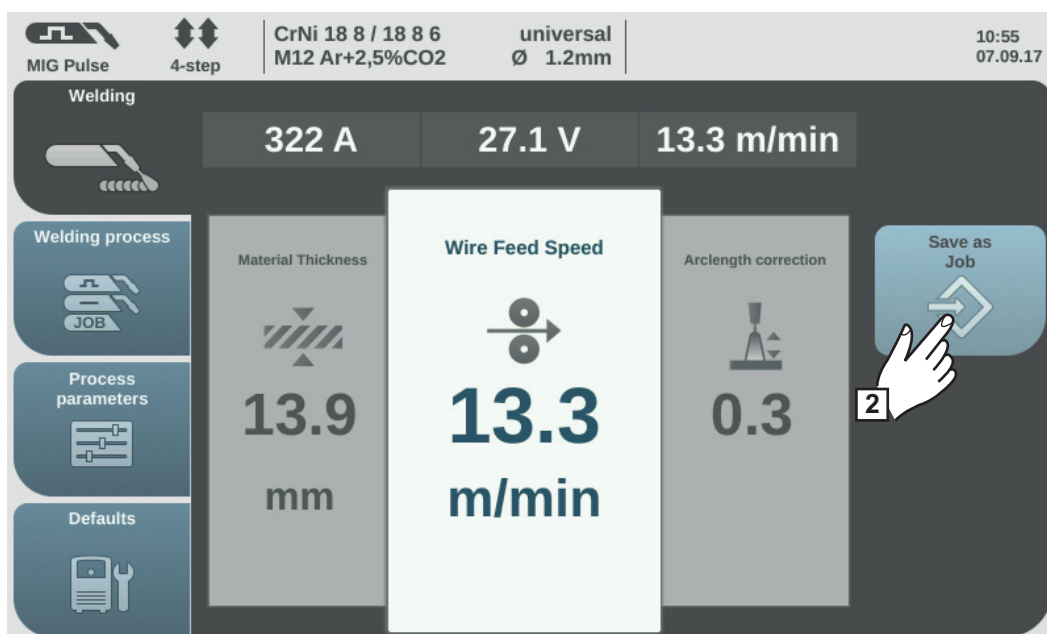 MIG Pulse
4-step
CrNi 18 8 / 18 8 6
M12 Ar+2,5%CO2
universal
Ø 1.2mm
10:55
07.09.17
Welding
322 A
27.1 V
13.3 m/min
Welding process
JOB
Process
parameters
Defaults
Material Thickness
13.9
mm
Wire Feed Speed
13.3
m/min
Arclength correction
0.3
Save as
Job
2